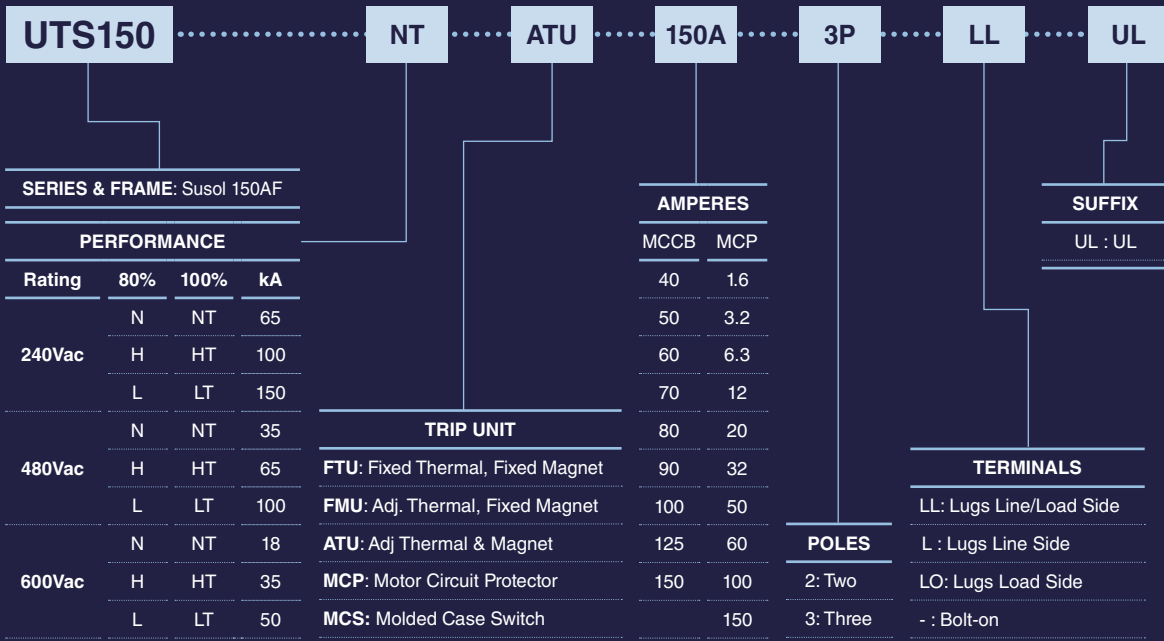 UTS150 NT ATU 150A 3P LL UL
SERIES & FRAME: Susol 150AF
PERFORMANCE
Rating 80% 100% kA
240Vac
N NT 65
H HT 100
L LT 150
480Vac
N NT 35
H HT 65
L LT 100
600Vac
N NT 18
H HT 35
L LT 50
TRIP UNIT
FTU: Fixed Thermal, Fixed Magnet
FMU: Adj. Thermal, Fixed Magnet
ATU: Adj Thermal & Magnet
MCP: Motor Circuit Protector
MCS: Molded Case Switch
AMPERES
MCCB MCP
40 1.6
50 3.2
60 6.3
70 12
80 20
90 32
100 50
125 60
150 100
150
POLES
2: Two
3: Three
TERMINALS
LL: Lugs Line/Load Side
L : Lugs Line Side
LO: Lugs Load Side
- : Bolt-on
SUFFIX
UL : UL